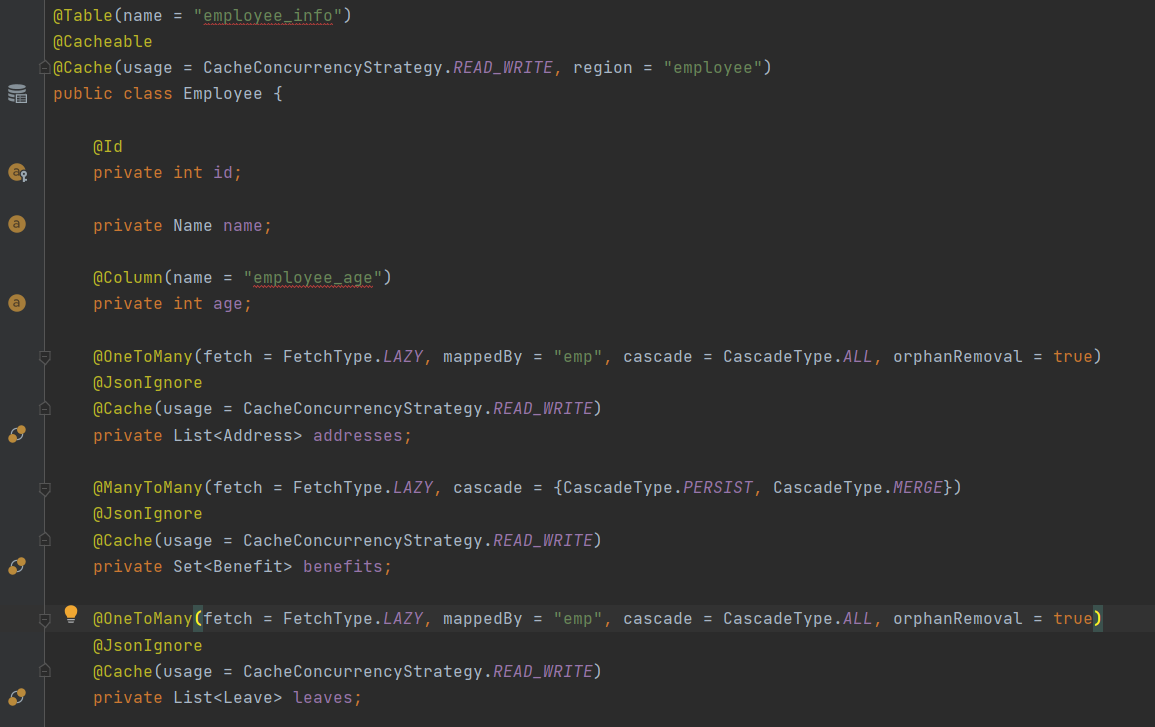 @Table(name = "employee_info")
@Cacheable
@Cache(usage = CacheConcurrencyStrategy.READ_WRITE, region = "employee")
public class Employee {
@Id
private int id;
private Name name;
@Column(name = "employee_age")
private int age;
@OneToMany(fetch = FetchType.LAZY, mappedBy = "emp", cascade = CascadeType.ALL, orphanRemoval = true)
@JsonIgnore
@Cache(usage = CacheConcurrencyStrategy.READ_WRITE)
private List<Address> addresses;
@ManyToMany(fetch = FetchType.LAZY, cascade = {CascadeType.PERSIST, CascadeType.MERGE})
@JsonIgnore
@Cache(usage = CacheConcurrencyStrategy.READ_WRITE)
private Set<Benefit> benefits;
@OneToMany(fetch = FetchType.LAZY, mappedBy = "emp", cascade = CascadeType.ALL, orphanRemoval = true)
@JsonIgnore
@Cache(usage = CacheConcurrencyStrategy.READ_WRITE)
private List<Leave> leaves;